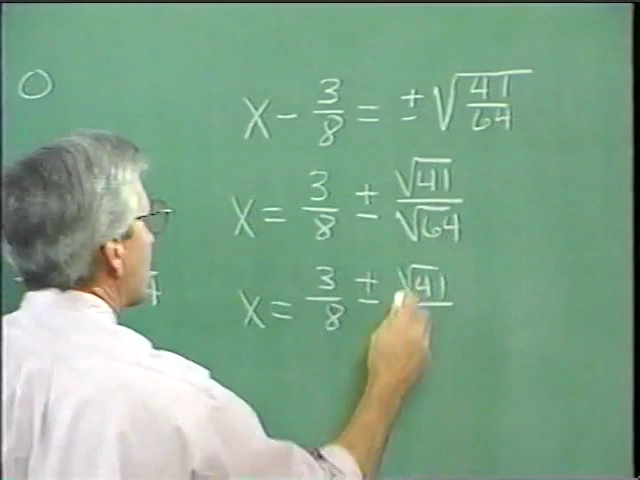 0
x - 3/8 = ± √(41/64)
x = 3/8 ± √41/√64
x = 3/8 ± √41/